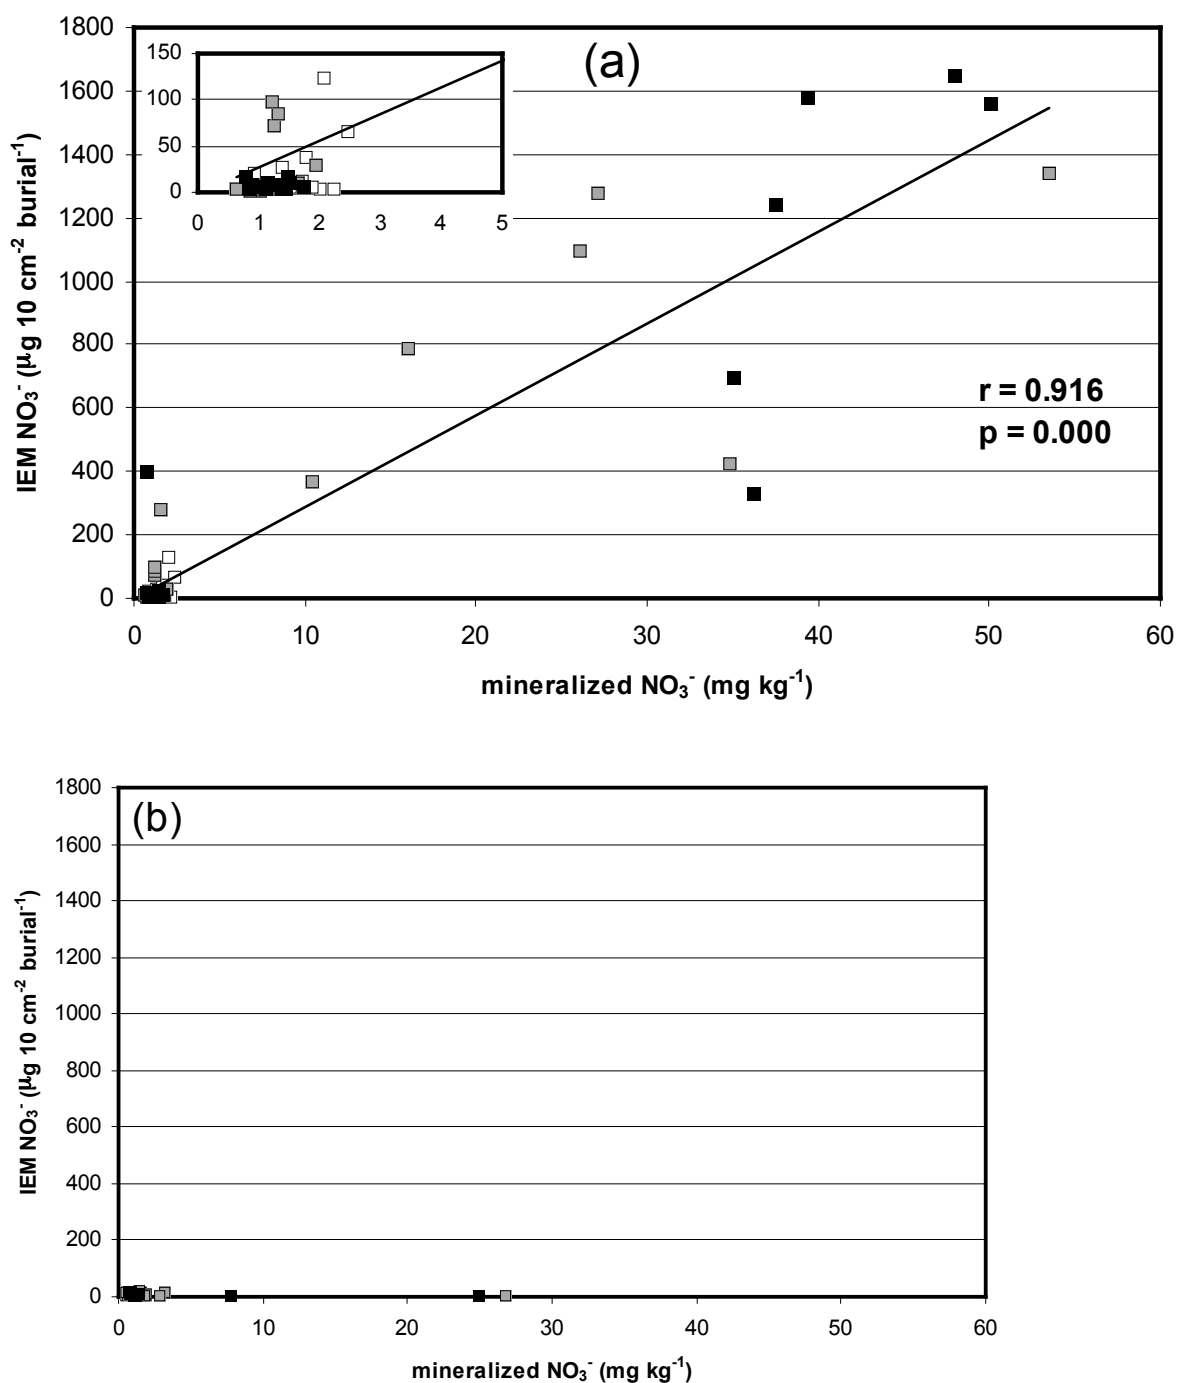 1800
1600
1400
1200
1000
800
600
400
200
0
IEM NO₃⁻ (µg 10 cm⁻² burial⁻¹)
150
100
50
0
0 1 2 3 4 5
(a)
r = 0.916
p = 0.000
0 10 20 30 40 50 60
mineralized NO₃⁻ (mg kg⁻¹)
1800
1600
1400
1200
1000
800
600
400
200
0
IEM NO₃⁻ (µg 10 cm⁻² burial⁻¹)
(b)
0 10 20 30 40 50 60
mineralized NO₃⁻ (mg kg⁻¹)